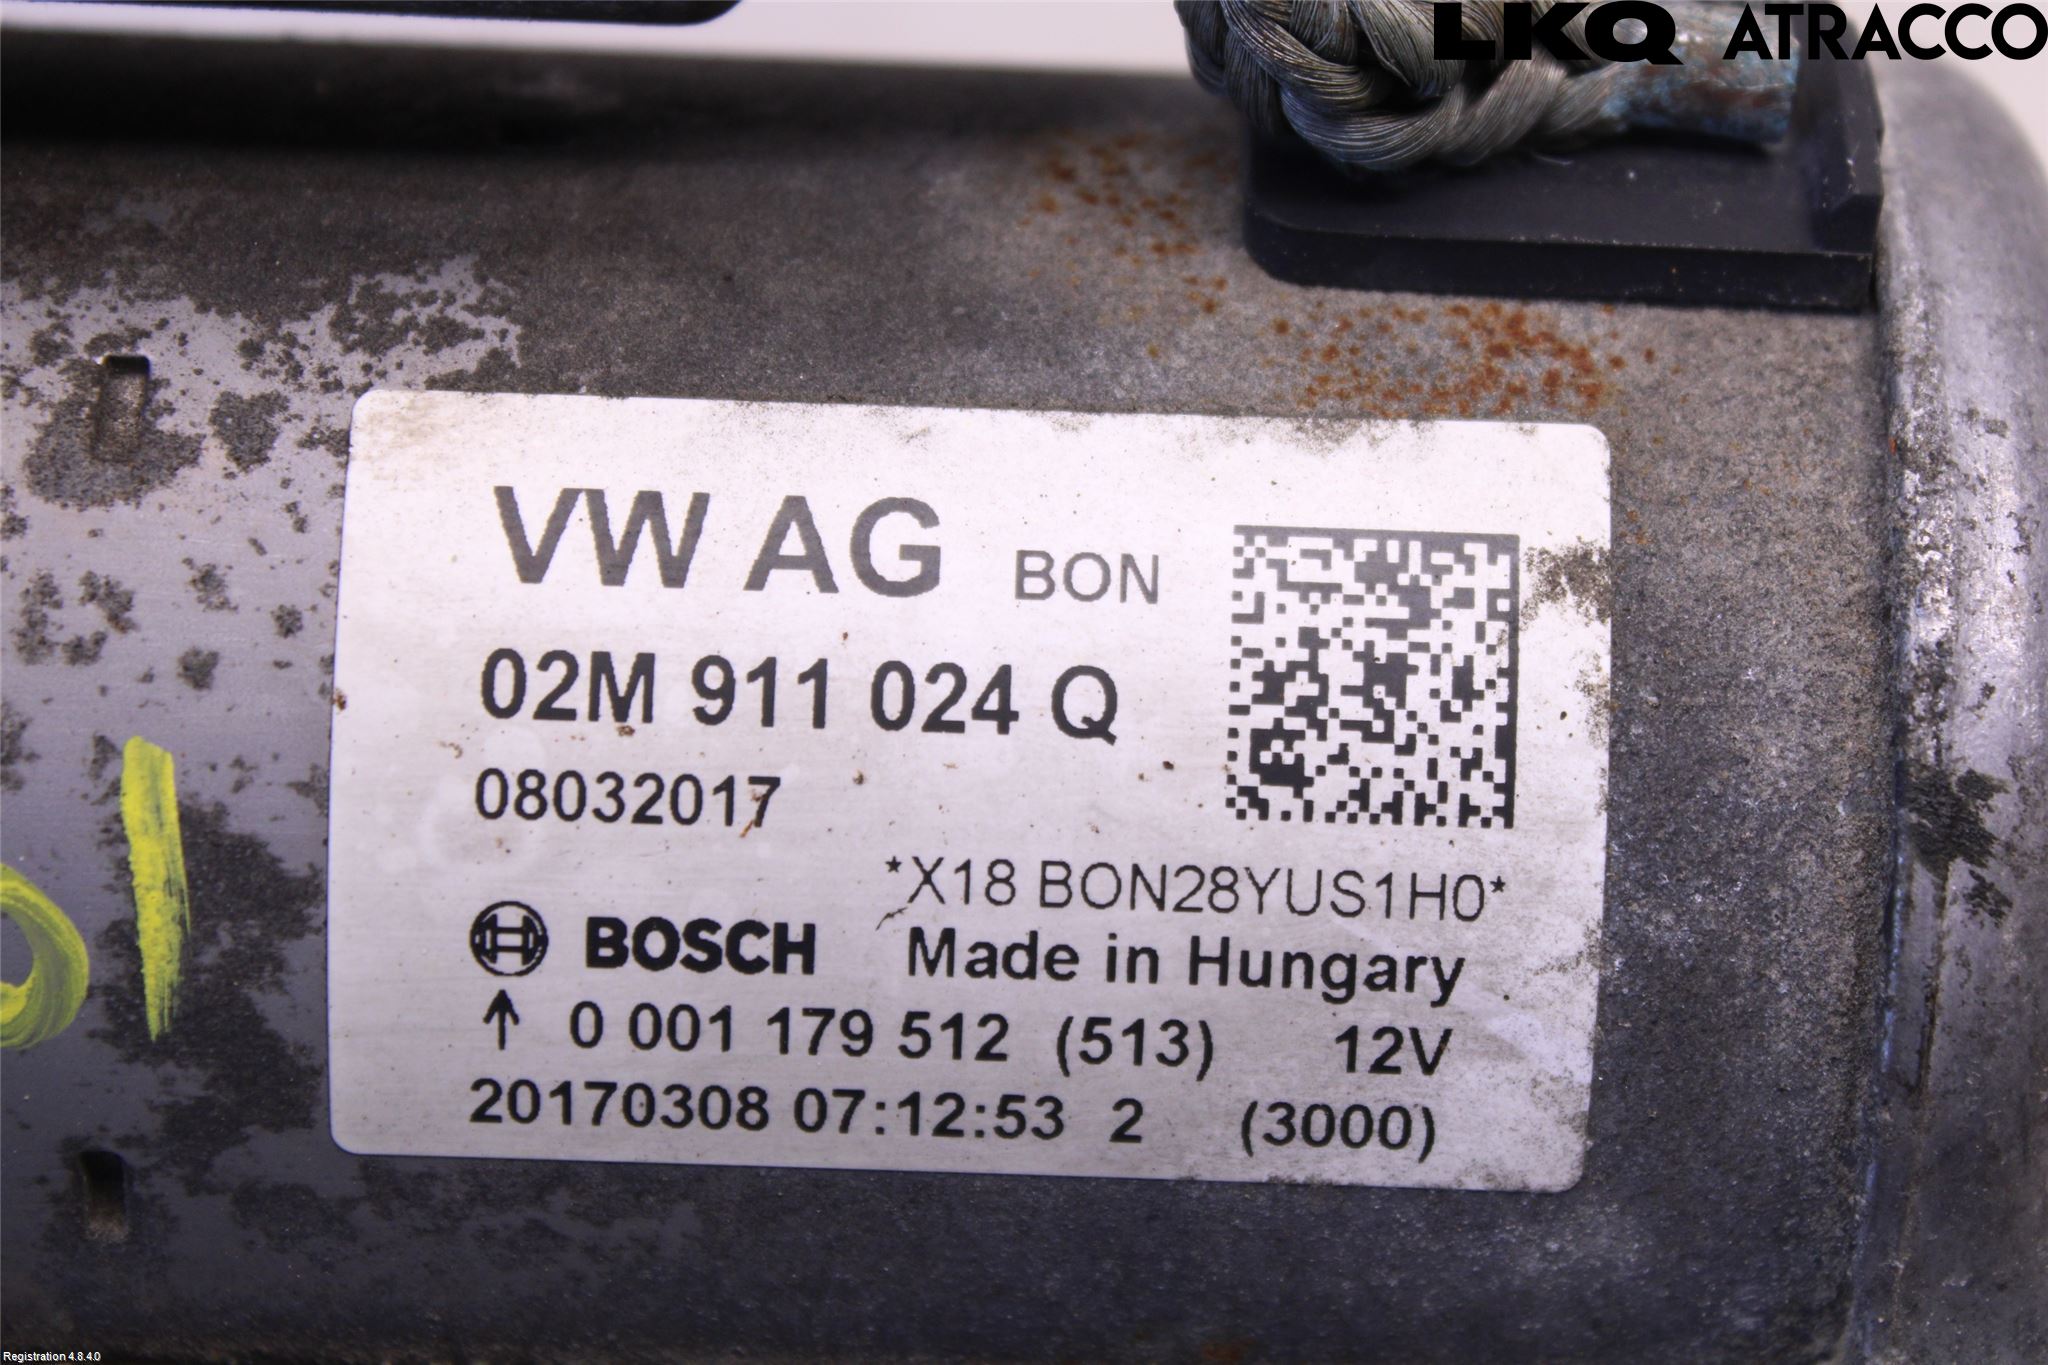 LKQ ATRACCO
VW AG BON
02M 911 024 Q
08032017
*X18 BON28YUS1H0*
BOSCH Made in Hungary
↑ 0 001 179 512 (513) 12V
20170308 07:12:53 2 (3000)
Registration 4.8.4.0